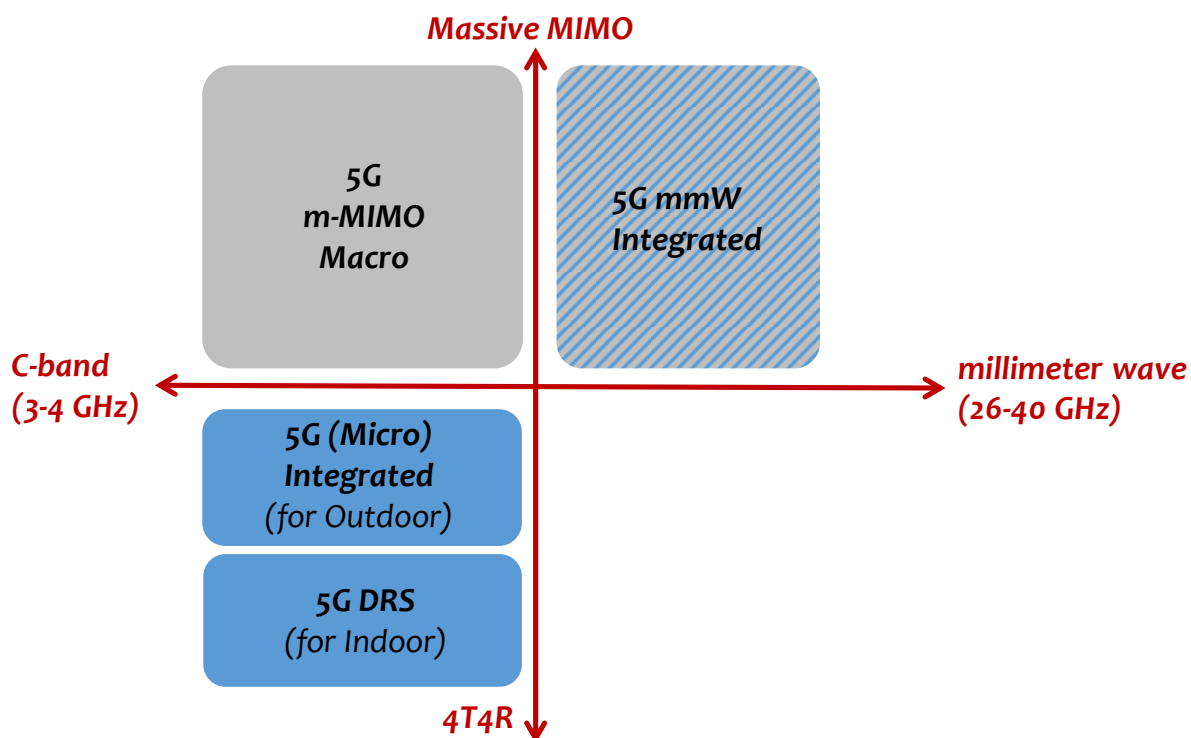 Massive MIMO
5G
m-MIMO
Macro
5G mmW
Integrated
C-band
(3-4 GHz)
millimeter wave
(26-40 GHz)
5G (Micro)
Integrated
(for Outdoor)
5G DRS
(for Indoor)
4T4R